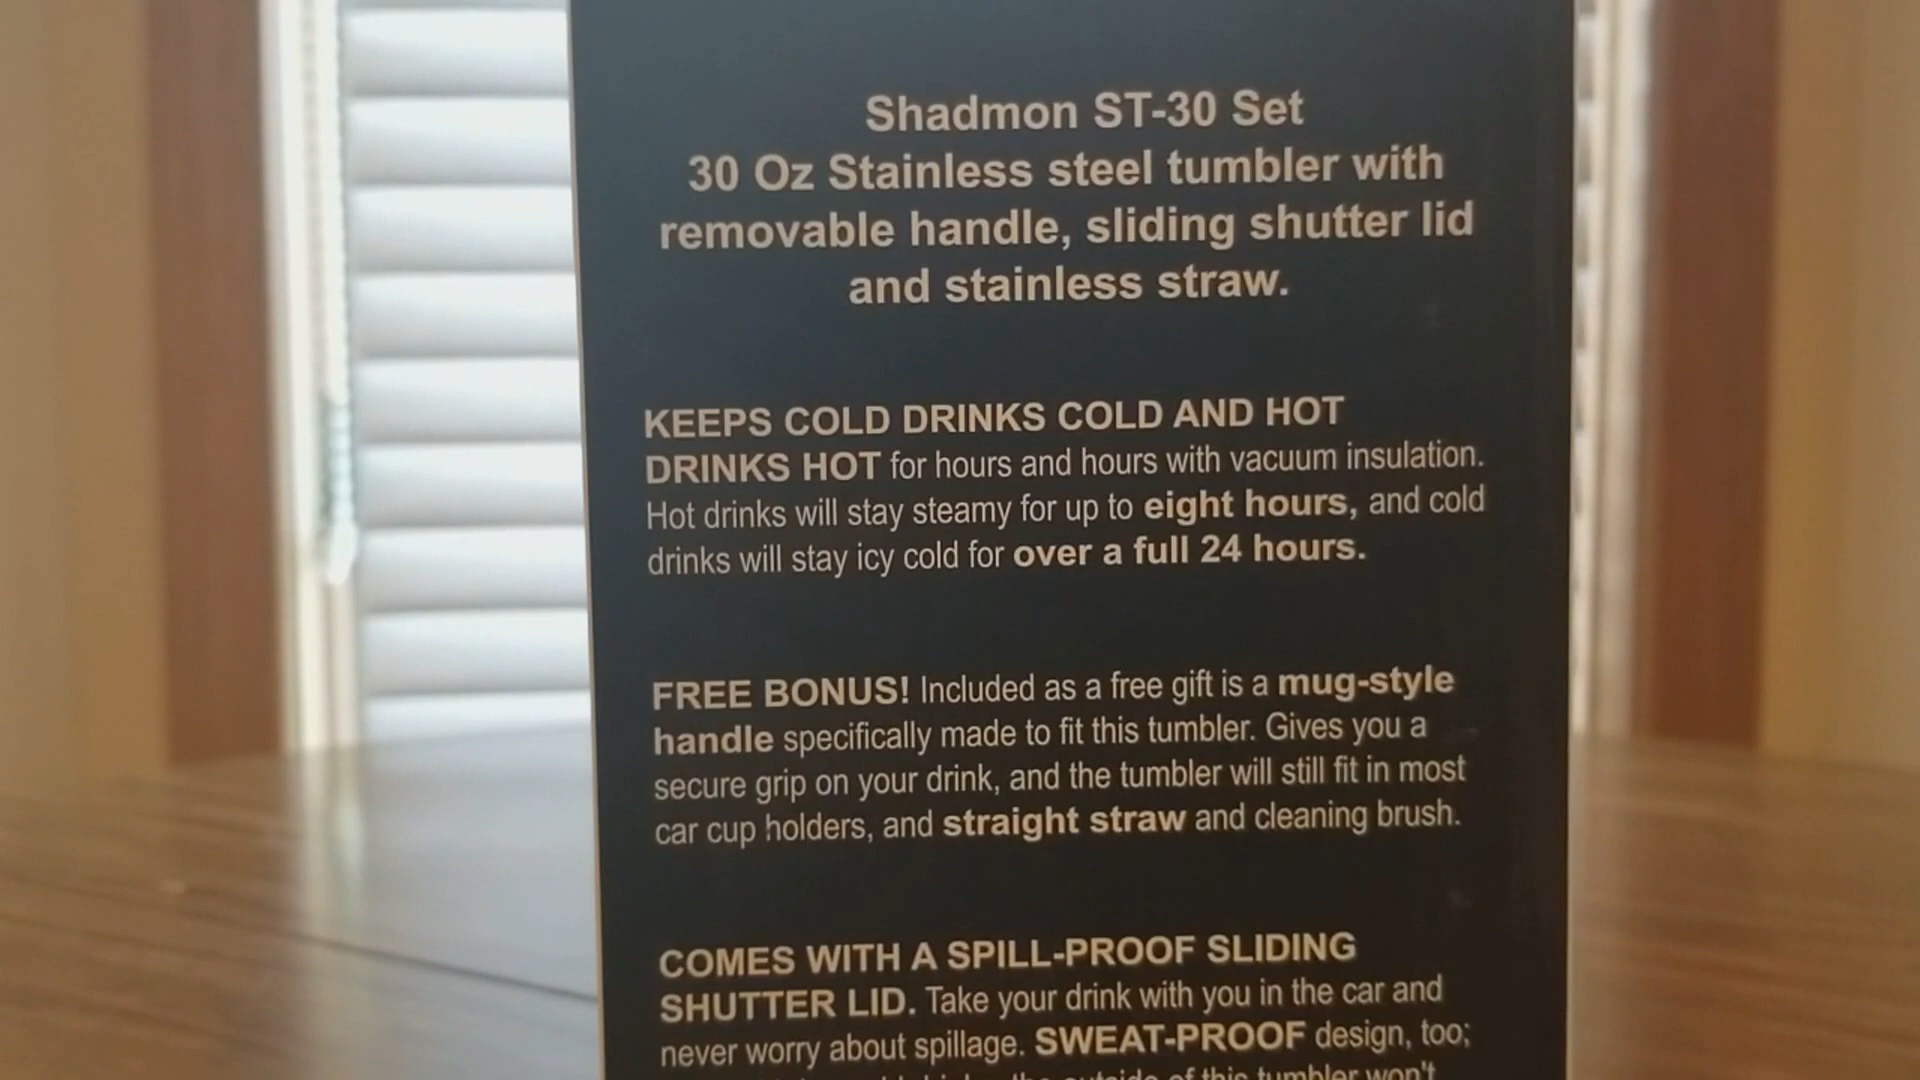 Shadmon ST-30 Set
30 Oz Stainless steel tumbler with
removable handle, sliding shutter lid
and stainless straw.
KEEPS COLD DRINKS COLD AND HOT
DRINKS HOT for hours and hours with vacuum insulation.
Hot drinks will stay steamy for up to eight hours, and cold
drinks will stay icy cold for over a full 24 hours.
FREE BONUS! Included as a free gift is a mug-style
handle specifically made to fit this tumbler. Gives you a
secure grip on your drink, and the tumbler will still fit in most
car cup holders, and straight straw and cleaning brush.
COMES WITH A SPILL-PROOF SLIDING
SHUTTER LID. Take your drink with you in the car and
never worry about spillage. SWEAT-PROOF design, too;
the outside of this tumbler won't